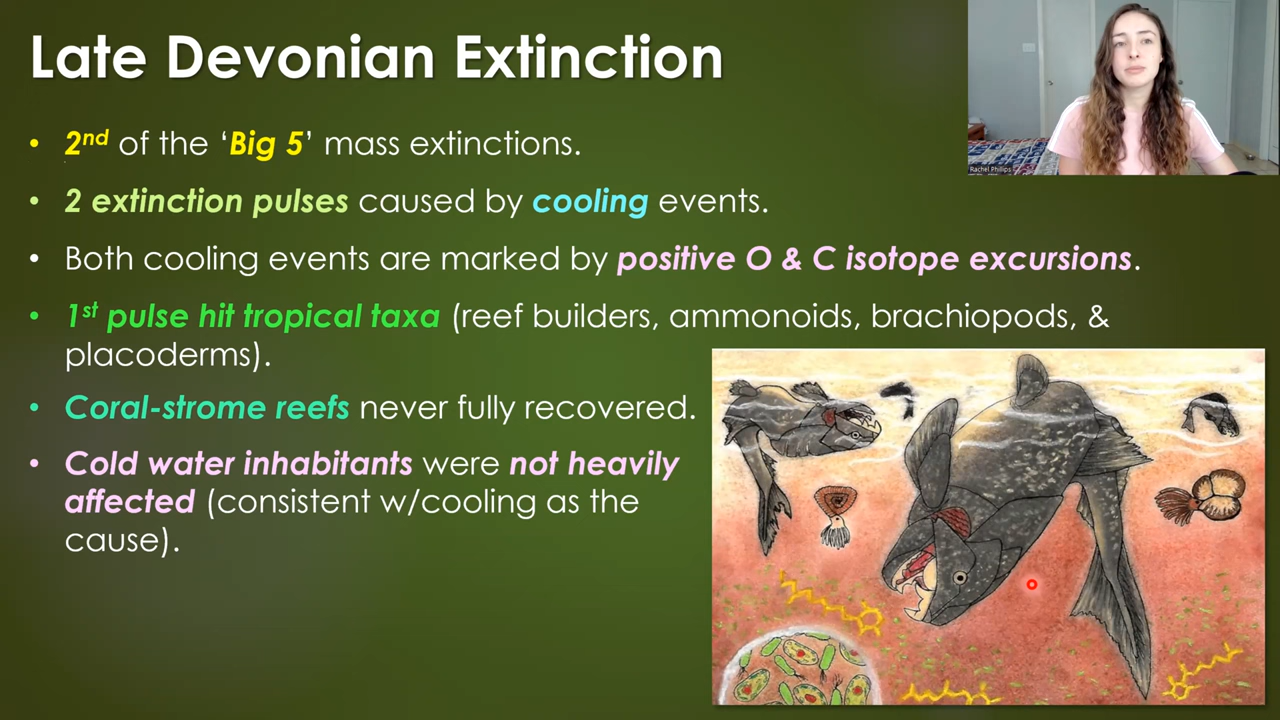 Late Devonian Extinction
Rachel Phillips
• 2nd of the ‘Big 5’ mass extinctions.
• 2 extinction pulses caused by cooling events.
• Both cooling events are marked by positive O & C isotope excursions.
• 1st pulse hit tropical taxa (reef builders, ammonoids, brachiopods, &
placoderms).
• Coral-strome reefs never fully recovered.
• Cold water inhabitants were not heavily
affected (consistent w/cooling as the
cause).